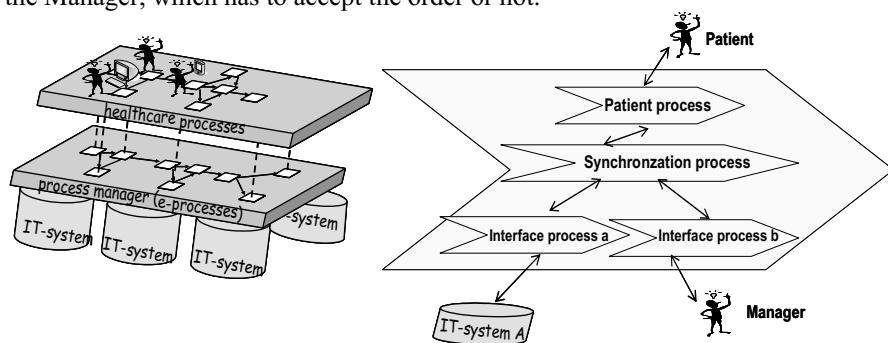 the Manager, which has to accept the order or not.
healthcare processes
process manager (e-processes)
IT-system
IT-system
IT-system
-system
Patient
Patient process
Synchronzation process
Interface process a
Interface process b
IT-system A
Manager